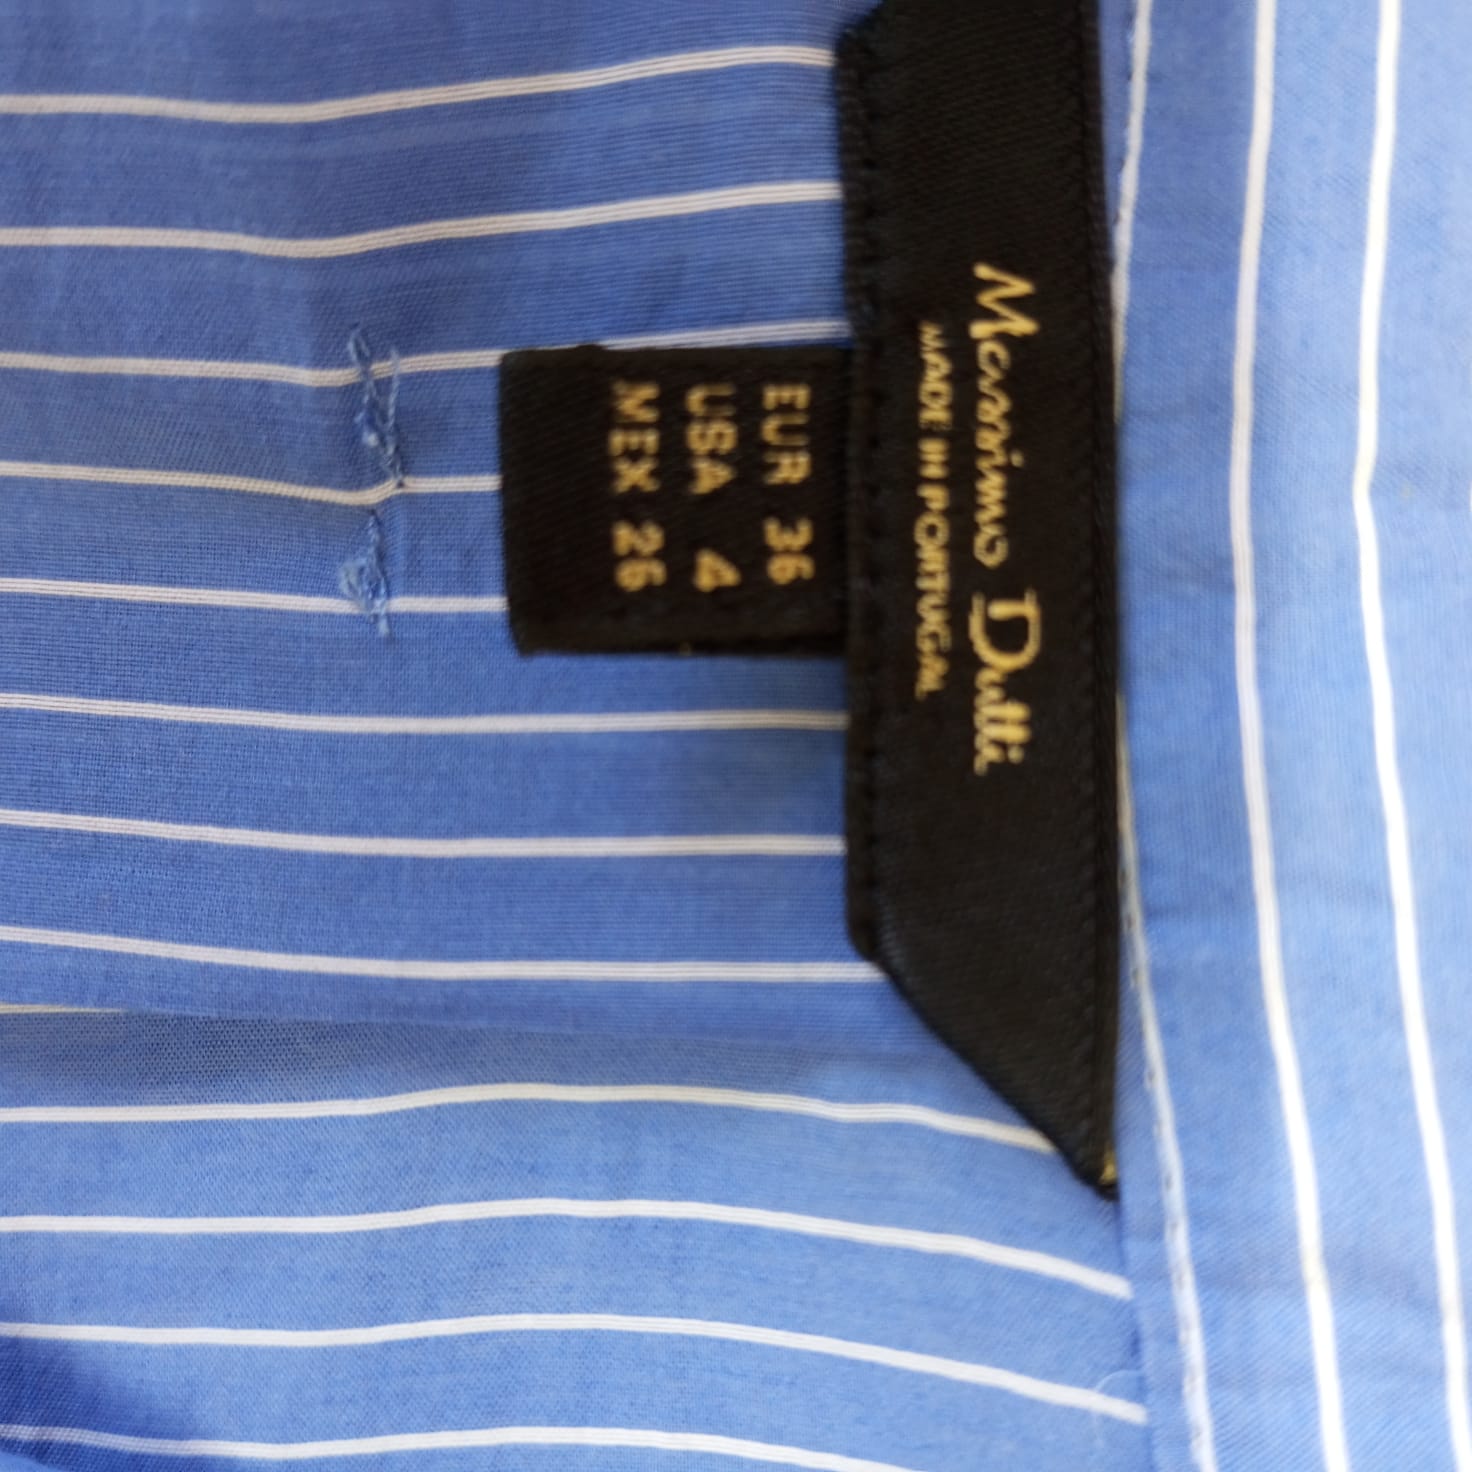 Massimo Dutti
MADE IN PORTUGAL
EUR 36
USA 4
MEX 26